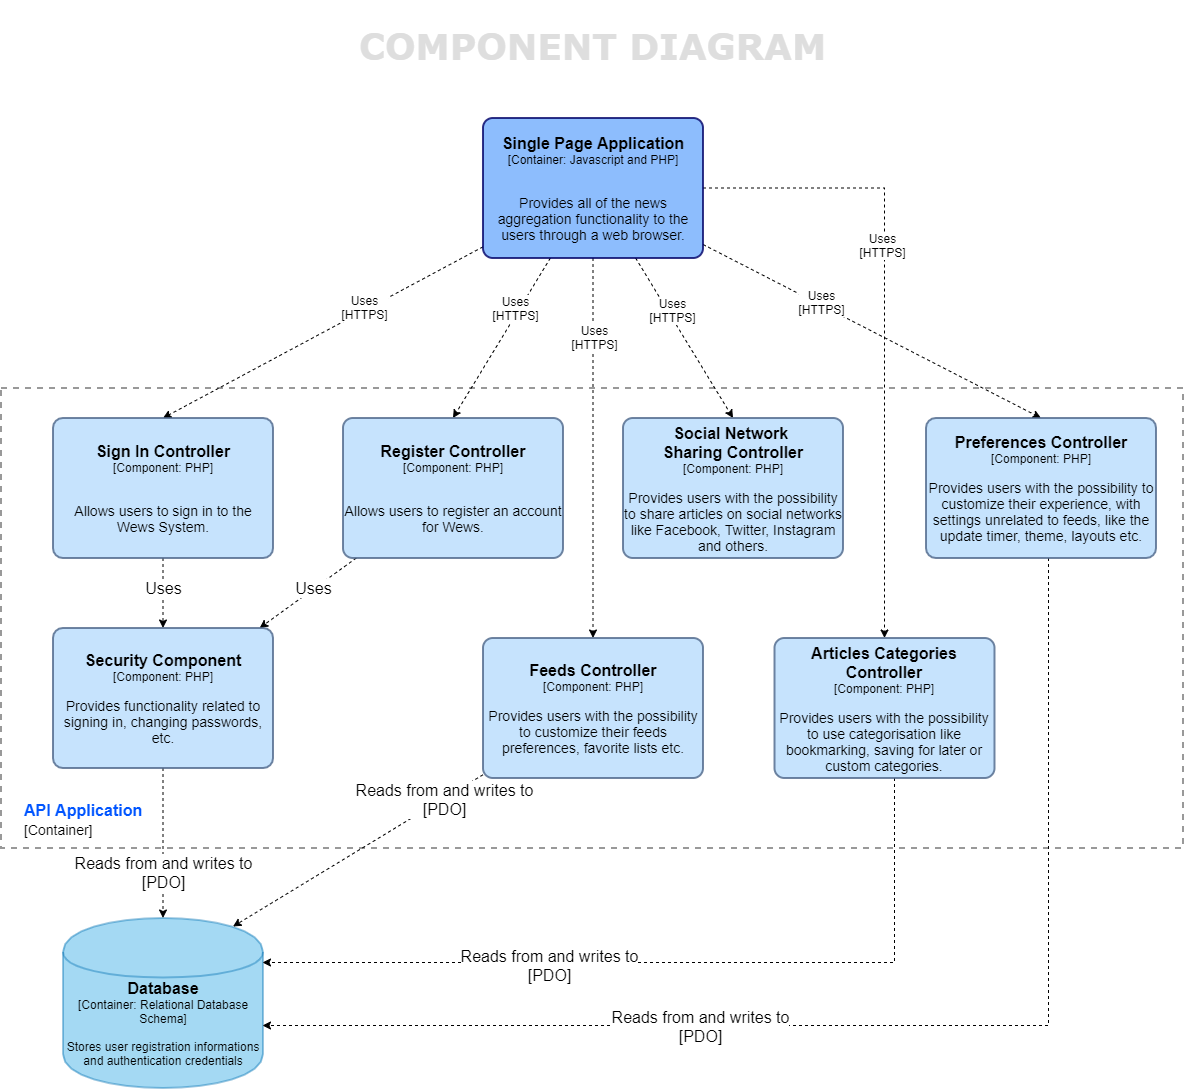 COMPONENT DIAGRAM
Single Page Application
[Container: Javascript and PHP]
Provides all of the news
aggregation functionality to the
users through a web browser.
Uses
[HTTPS]
Uses
[HTTPS]
Uses
[HTTPS]
Uses
[HTTPS]
Uses
[HTTPS]
Uses
[HTTPS]
Sign In Controller
[Component: PHP]
Allows users to sign in to the
Wews System.
Register Controller
[Component: PHP]
Allows users to register an account
for Wews.
Social Network
Sharing Controller
[Component: PHP]
Provides users with the possibility
to share articles on social networks
like Facebook, Twitter, Instagram
and others.
Preferences Controller
[Component: PHP]
Provides users with the possibility to
customize their experience, with
settings unrelated to feeds, like the
update timer, theme, layouts etc.
Uses
Uses
Security Component
[Component: PHP]
Provides functionality related to
signing in, changing passwords,
etc.
Feeds Controller
[Component: PHP]
Provides users with the possibility
to customize their feeds
preferences, favorite lists etc.
Articles Categories
Controller
[Component: PHP]
Provides users with the possibility
to use categorisation like
bookmarking, saving for later or
custom categories.
API Application
[Container]
Reads from and writes to
[PDO]
Reads from and writes to
[PDO]
Reads from and writes to
[PDO]
Reads from and writes to
[PDO]
Database
[Container: Relational Database
Schema]
Stores user registration informations
and authentication credentials